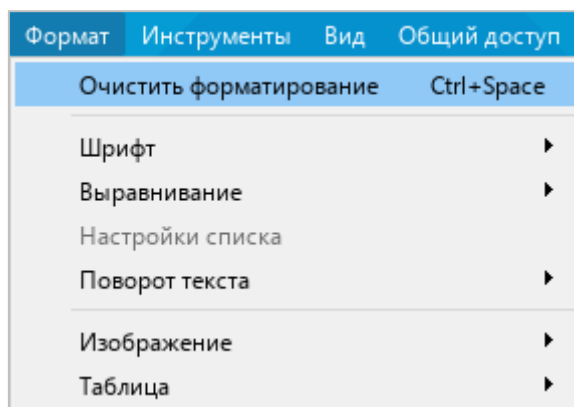 Формат Инструменты Вид Общий доступ
Очистить форматирование Ctrl+Space
Шрифт
Выравнивание
Настройки списка
Поворот текста
Изображение
Таблица